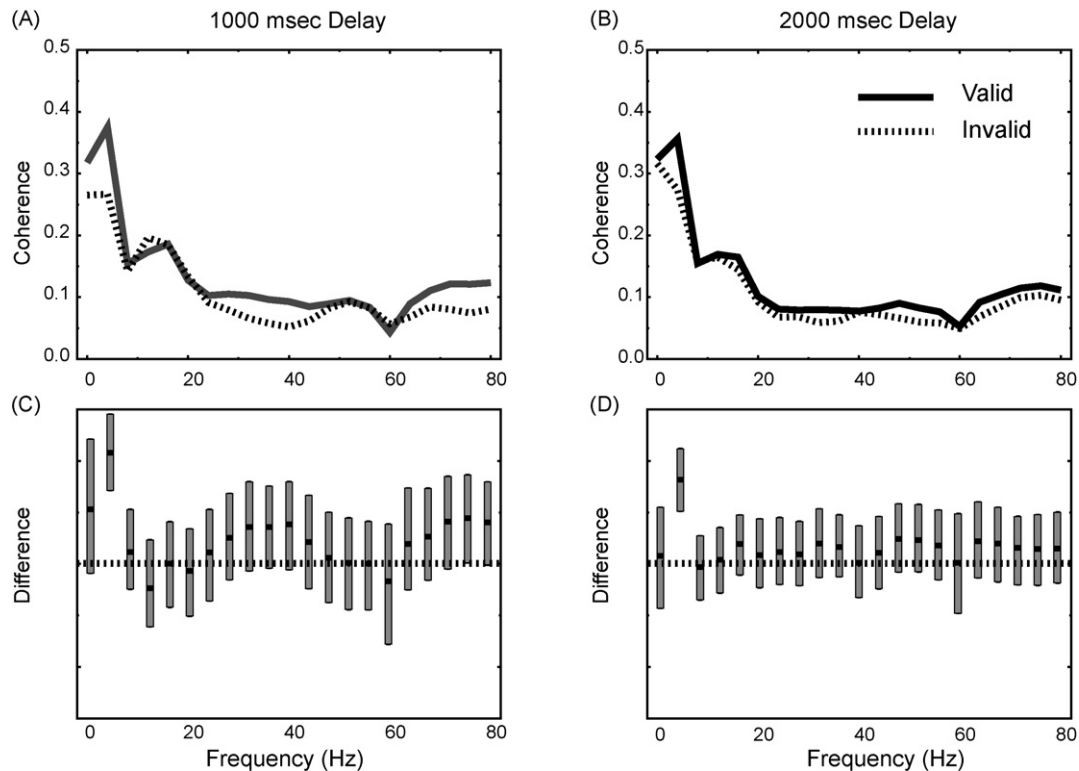 (A) 1000 msec Delay
0.5
0.4
0.3
0.2
0.1
0.0
Coherence
0 20 40 60 80
(B) 2000 msec Delay
0.5
0.4
0.3
0.2
0.1
0.0
Coherence
Valid
Invalid
0 20 40 60 80
(C)
Difference
0 20 40 60 80
Frequency (Hz)
(D)
Difference
0 20 40 60 80
Frequency (Hz)